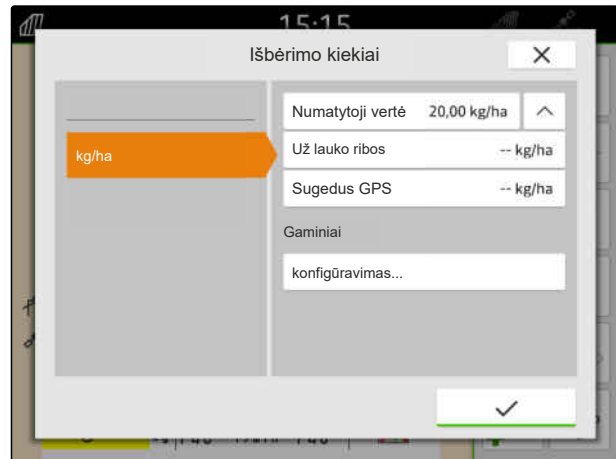 15:15
Išbėrimo kiekiai
kg/ha
Numatytoji vertė 20,00 kg/ha
Už lauko ribos -- kg/ha
Sugedus GPS -- kg/ha
Gaminiai
konfigūravimas...